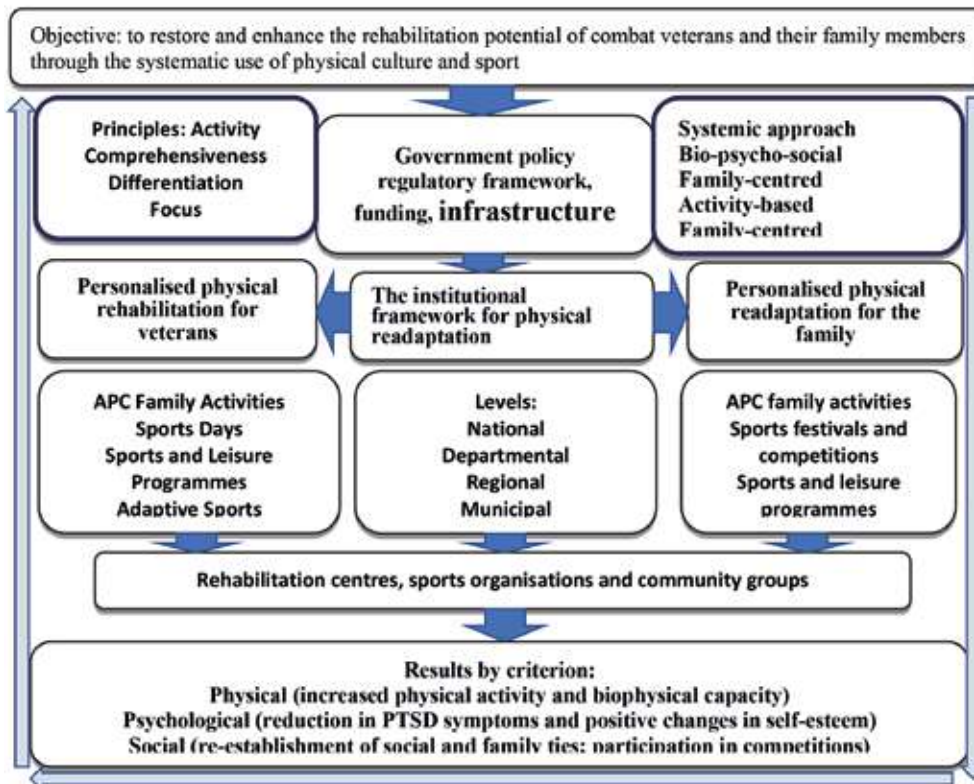 Objective: to restore and enhance the rehabilitation potential of combat veterans and their family members
through the systematic use of physical culture and sport
Principles: Activity
Comprehensiveness
Differentiation
Focus
Government policy
regulatory framework,
funding, infrastructure
Systemic approach
Bio-psycho-social
Family-centred
Activity-based
Family-centred
Personalised physical
rehabilitation for
veterans
The institutional
framework for physical
readaptation
Personalised physical
readaptation for the
family
APC Family Activities
Sports Days
Sports and Leisure
Programmes
Adaptive Sports
Levels:
National
Departmental
Regional
Municipal
APC family activities
Sports festivals and
competitions
Sports and leisure
programmes
Rehabilitation centres, sports organisations and community groups
Results by criterion:
Physical (increased physical activity and biophysical capacity)
Psychological (reduction in PTSD symptoms and positive changes in self-esteem)
Social (re-establishment of social and family ties; participation in competitions)